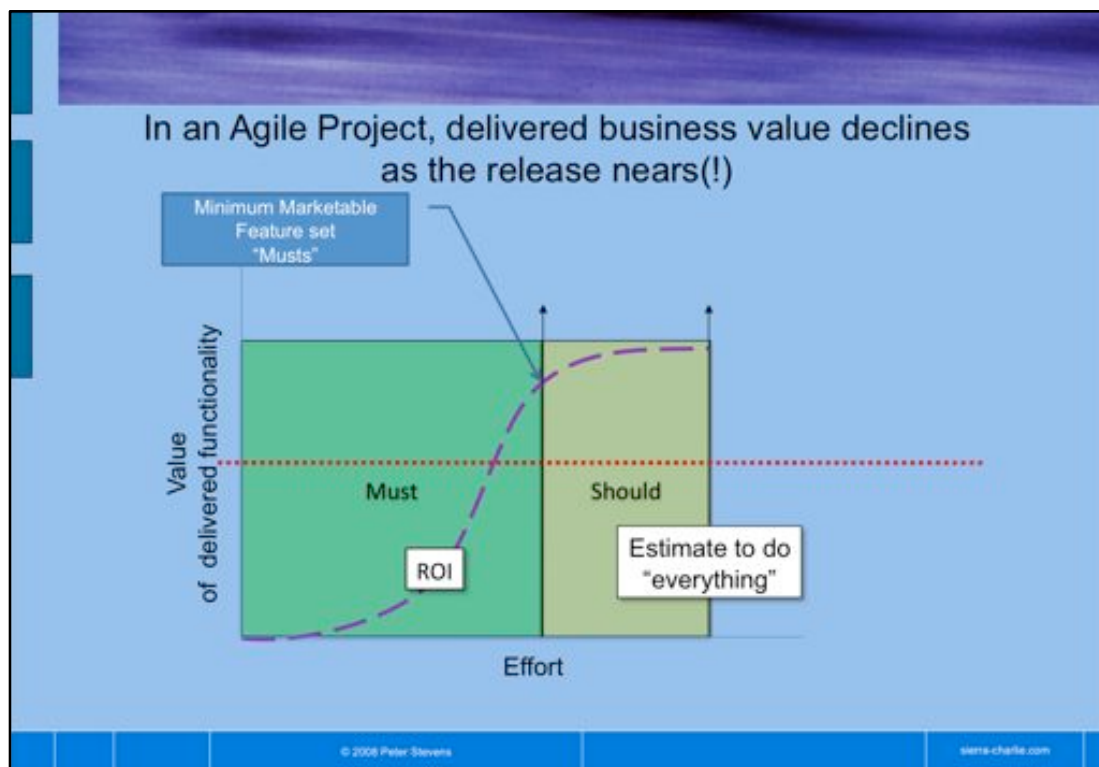 In an Agile Project, delivered business value declines
as the release nears(!)
Minimum Marketable
Feature set
“Musts”
Value
of delivered functionality
Must
Should
ROI
Estimate to do
“everything”
Effort
© 2008 Peter Stevens
sierra-charlie.com